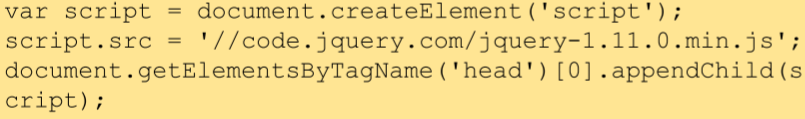 var script = document.createElement('script');
script.src = '//code.jquery.com/jquery-1.11.0.min.js';
document.getElementsByTagName('head')[0].appendChild(s
cript);